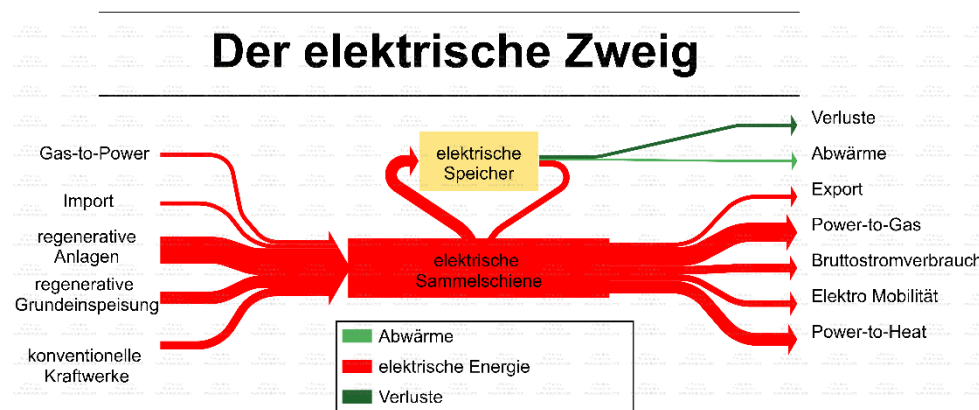 Der elektrische Zweig
Gas-to-Power
Import
regenerative
Anlagen
regenerative
Grundeinspeisung
konventionelle
Kraftwerke
elektrische
Speicher
elektrische
Sammelschiene
Verluste
Abwärme
Export
Power-to-Gas
Bruttostromverbrauch
Elektro Mobilität
Power-to-Heat
Abwärme
elektrische Energie
Verluste